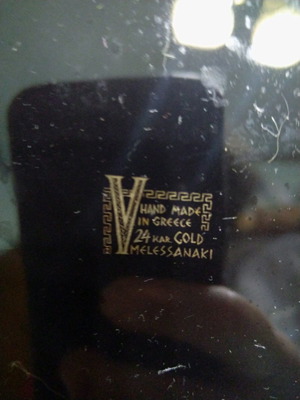 V HAND MADE
IN GREECE
24 KAR. GOLD
MELESSANAKI